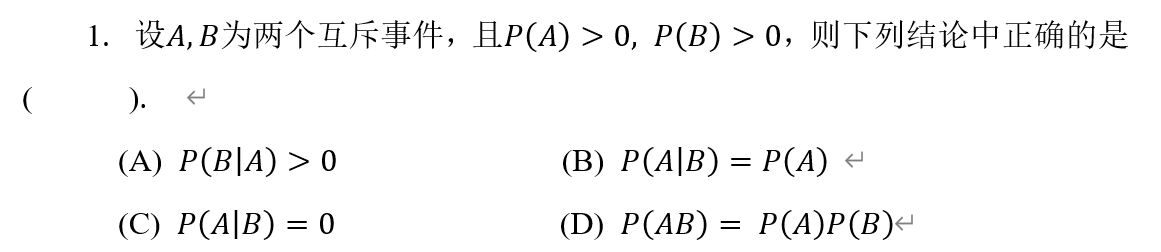 1. 设A, B为两个互斥事件，且P(A) > 0, P(B) > 0，则下列结论中正确的是
( ). ↵
(A) P(B|A) > 0 (B) P(A|B) = P(A) ↵
(C) P(A|B) = 0 (D) P(AB) = P(A)P(B)↵